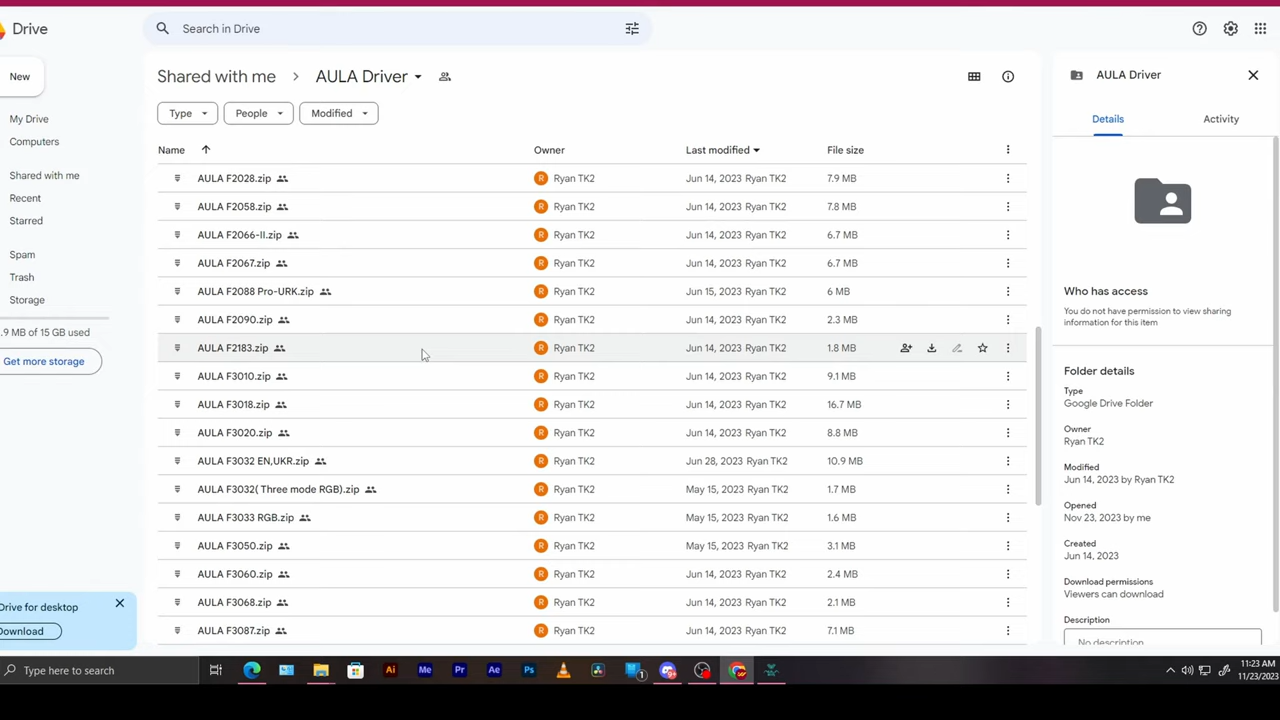 Drive
Search in Drive
New
My Drive
Computers
Shared with me
Recent
Starred
Spam
Trash
Storage
.9 MB of 15 GB used
Get more storage
Drive for desktop
Download
Shared with me > AULA Driver
Type People Modified
Name Owner Last modified File size
AULA F2028.zip R Ryan TK2 Jun 14, 2023 Ryan TK2 7.9 MB
AULA F2058.zip R Ryan TK2 Jun 14, 2023 Ryan TK2 7.8 MB
AULA F2066-II.zip R Ryan TK2 Jun 14, 2023 Ryan TK2 6.7 MB
AULA F2067.zip R Ryan TK2 Jun 14, 2023 Ryan TK2 6.7 MB
AULA F2088 Pro-URK.zip R Ryan TK2 Jun 15, 2023 Ryan TK2 6 MB
AULA F2090.zip R Ryan TK2 Jun 14, 2023 Ryan TK2 2.3 MB
AULA F2183.zip R Ryan TK2 Jun 14, 2023 Ryan TK2 1.8 MB
AULA F3010.zip R Ryan TK2 Jun 14, 2023 Ryan TK2 9.1 MB
AULA F3018.zip R Ryan TK2 Jun 14, 2023 Ryan TK2 16.7 MB
AULA F3020.zip R Ryan TK2 Jun 14, 2023 Ryan TK2 8.8 MB
AULA F3032 EN,UKR.zip R Ryan TK2 Jun 28, 2023 Ryan TK2 10.9 MB
AULA F3032( Three mode RGB).zip R Ryan TK2 May 15, 2023 Ryan TK2 1.7 MB
AULA F3033 RGB.zip R Ryan TK2 May 15, 2023 Ryan TK2 1.6 MB
AULA F3050.zip R Ryan TK2 May 15, 2023 Ryan TK2 3.1 MB
AULA F3060.zip R Ryan TK2 Jun 14, 2023 Ryan TK2 2.4 MB
AULA F3068.zip R Ryan TK2 Jun 14, 2023 Ryan TK2 2.1 MB
AULA F3087.zip R Ryan TK2 Jun 14, 2023 Ryan TK2 7.1 MB
AULA Driver
Details Activity
Who has access
You do not have permission to view sharing
information for this item
Folder details
Type
Google Drive Folder
Owner
Ryan TK2
Modified
Jun 14, 2023 by Ryan TK2
Opened
Nov 23, 2023 by me
Created
Jun 14, 2023
Download permissions
Viewers can download
Description
No description
Type here to search
Ai Me Pr Ae Ps 1
11:23 AM
11/23/2023